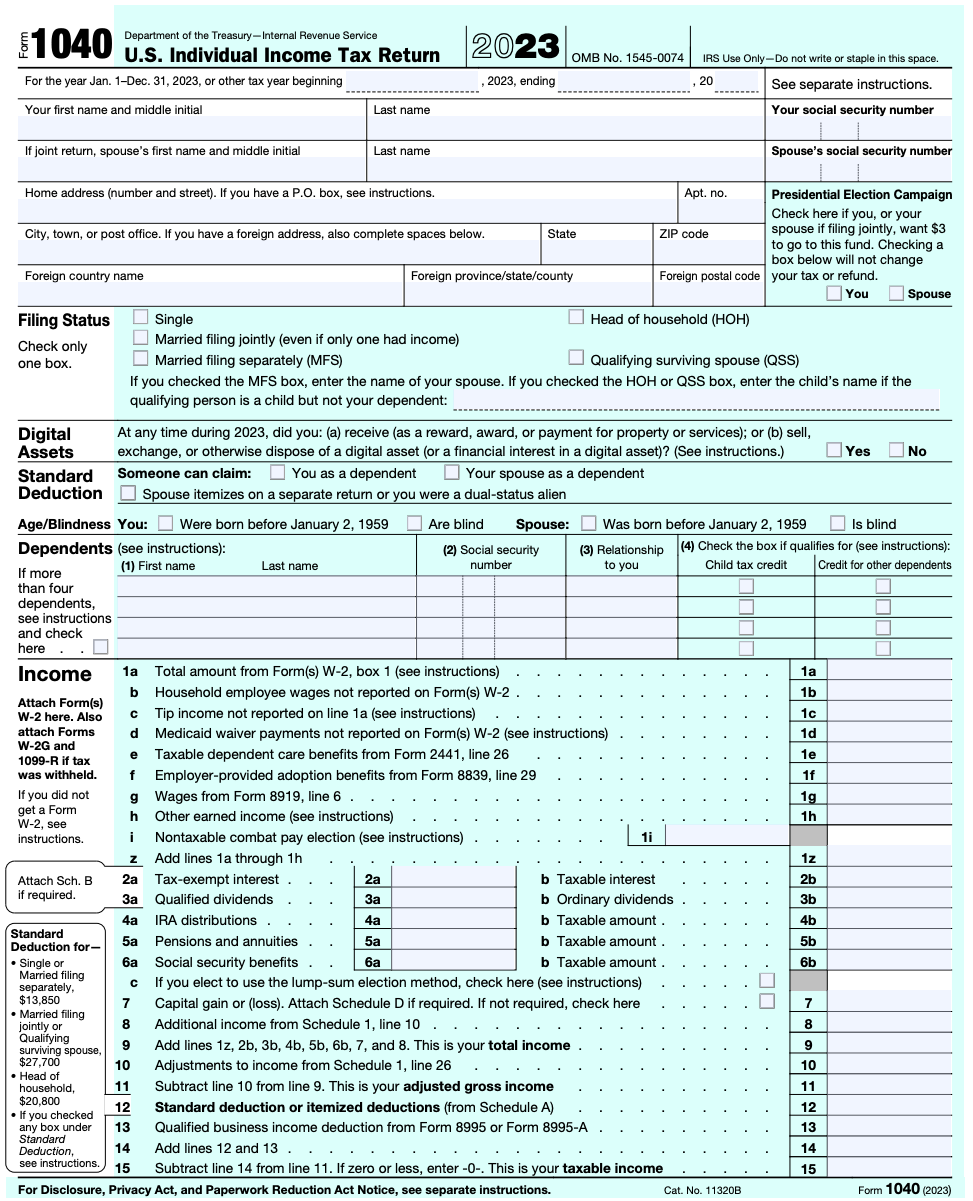 Form 1040 Department of the Treasury—Internal Revenue Service
U.S. Individual Income Tax Return 2023 OMB No. 1545-0074 IRS Use Only—Do not write or staple in this space.
For the year Jan. 1–Dec. 31, 2023, or other tax year beginning , 2023, ending , 20 See separate instructions.
Your first name and middle initial Last name Your social security number
If joint return, spouse's first name and middle initial Last name Spouse's social security number
Home address (number and street). If you have a P.O. box, see instructions. Apt. no.
City, town, or post office. If you have a foreign address, also complete spaces below. State ZIP code
Foreign country name Foreign province/state/county Foreign postal code
Presidential Election Campaign
Check here if you, or your
spouse if filing jointly, want $3
to go to this fund. Checking a
box below will not change
your tax or refund.
You Spouse
Filing Status
Check only
one box.
Single Head of household (HOH)
Married filing jointly (even if only one had income)
Married filing separately (MFS) Qualifying surviving spouse (QSS)
If you checked the MFS box, enter the name of your spouse. If you checked the HOH or QSS box, enter the child's name if the
qualifying person is a child but not your dependent:
Digital
Assets
At any time during 2023, did you: (a) receive (as a reward, award, or payment for property or services); or (b) sell,
exchange, or otherwise dispose of a digital asset (or a financial interest in a digital asset)? (See instructions.) Yes No
Standard
Deduction
Someone can claim: You as a dependent Your spouse as a dependent
Spouse itemizes on a separate return or you were a dual-status alien
Age/Blindness You: Were born before January 2, 1959 Are blind Spouse: Was born before January 2, 1959 Is blind
Dependents (see instructions):
If more
than four
dependents,
see instructions
and check
here . .
(1) First name Last name
(2) Social security
number
(3) Relationship
to you
(4) Check the box if qualifies for (see instructions):
Child tax credit Credit for other dependents
Income
Attach Form(s)
W-2 here. Also
attach Forms
W-2G and
1099-R if tax
was withheld.
If you did not
get a Form
W-2, see
instructions.
1a Total amount from Form(s) W-2, box 1 (see instructions) . . . . . . . . . . . . . 1a
b Household employee wages not reported on Form(s) W-2 . . . . . . . . . . . . . 1b
c Tip income not reported on line 1a (see instructions) . . . . . . . . . . . . . . 1c
d Medicaid waiver payments not reported on Form(s) W-2 (see instructions) . . . . . . . . 1d
e Taxable dependent care benefits from Form 2441, line 26 . . . . . . . . . . . . 1e
f Employer-provided adoption benefits from Form 8839, line 29 . . . . . . . . . . . 1f
g Wages from Form 8919, line 6 . . . . . . . . . . . . . . . . . . . . . 1g
h Other earned income (see instructions) . . . . . . . . . . . . . . . . . . 1h
i Nontaxable combat pay election (see instructions) . . . . . . . 1i
z Add lines 1a through 1h . . . . . . . . . . . . . . . . . . . . . . 1z
Attach Sch. B
if required.
2a Tax-exempt interest . . . 2a b Taxable interest . . . . . 2b
3a Qualified dividends . . . 3a b Ordinary dividends . . . . . 3b
4a IRA distributions . . . . 4a b Taxable amount . . . . . . 4b
5a Pensions and annuities . . 5a b Taxable amount . . . . . . 5b
6a Social security benefits . . 6a b Taxable amount . . . . . . 6b
c If you elect to use the lump-sum election method, check here (see instructions) . . . . .
7 Capital gain or (loss). Attach Schedule D if required. If not required, check here . . . . . 7
8 Additional income from Schedule 1, line 10 . . . . . . . . . . . . . . . . . 8
9 Add lines 1z, 2b, 3b, 4b, 5b, 6b, 7, and 8. This is your total income . . . . . . . . . . 9
10 Adjustments to income from Schedule 1, line 26 . . . . . . . . . . . . . . . 10
11 Subtract line 10 from line 9. This is your adjusted gross income . . . . . . . . . . 11
12 Standard deduction or itemized deductions (from Schedule A) . . . . . . . . . . 12
13 Qualified business income deduction from Form 8995 or Form 8995-A . . . . . . . . . 13
14 Add lines 12 and 13 . . . . . . . . . . . . . . . . . . . . . . . 14
15 Subtract line 14 from line 11. If zero or less, enter -0-. This is your taxable income . . . . . 15
Standard
Deduction for—
• Single or
Married filing
separately,
$13,850
• Married filing
jointly or
Qualifying
surviving spouse,
$27,700
• Head of
household,
$20,800
• If you checked
any box under
Standard
Deduction,
see instructions.
For Disclosure, Privacy Act, and Paperwork Reduction Act Notice, see separate instructions. Cat. No. 11320B Form 1040 (2023)